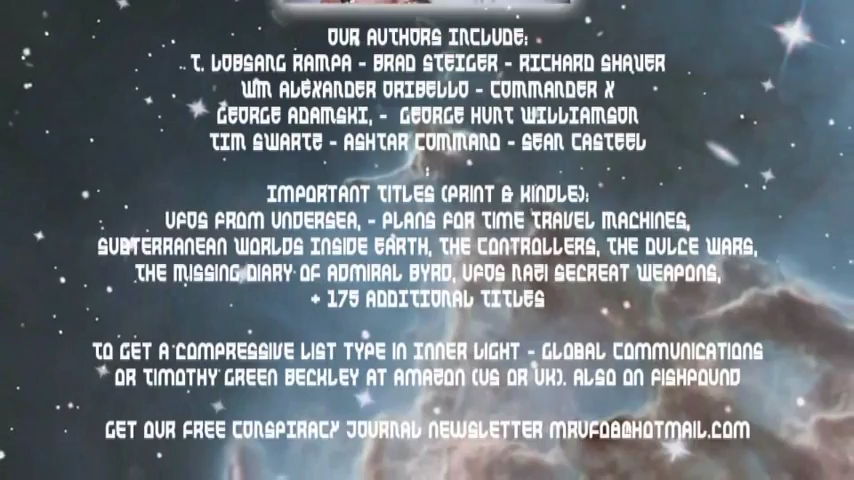 OUR AUTHORS INCLUDE:
T. LOBSANG RAMPA - BRAD STEIGER - RICHARD SHAVER
WM ALEXANDER ORIBELLO - COMMANDER X
GEORGE ADAMSKI, - GEORGE HUNT WILLIAMSON
TIM SWARTZ - ASHTAR COMMAND - SEAN CASTEEL
:
IMPORTANT TITLES (PRINT & KINDLE):
UFOS FROM UNDERSEA, - PLANS FOR TIME TRAVEL MACHINES,
SUBTERRANEAN WORLDS INSIDE EARTH, THE CONTROLLERS, THE DULCE WARS,
THE MISSING DIARY OF ADMIRAL BYRD, UFOS NAZI SECREAT WEAPONS,
+ 175 ADDITIONAL TITLES
TO GET A COMPRESSIVE LIST TYPE IN INNER LIGHT - GLOBAL COMMUNICATIONS
OR TIMOTHY GREEN BECKLEY AT AMAZON (US OR UK). ALSO ON FISHPOUND
GET OUR FREE CONSPIRACY JOURNAL NEWSLETTER MRUFO8@HOTMAIL.COM